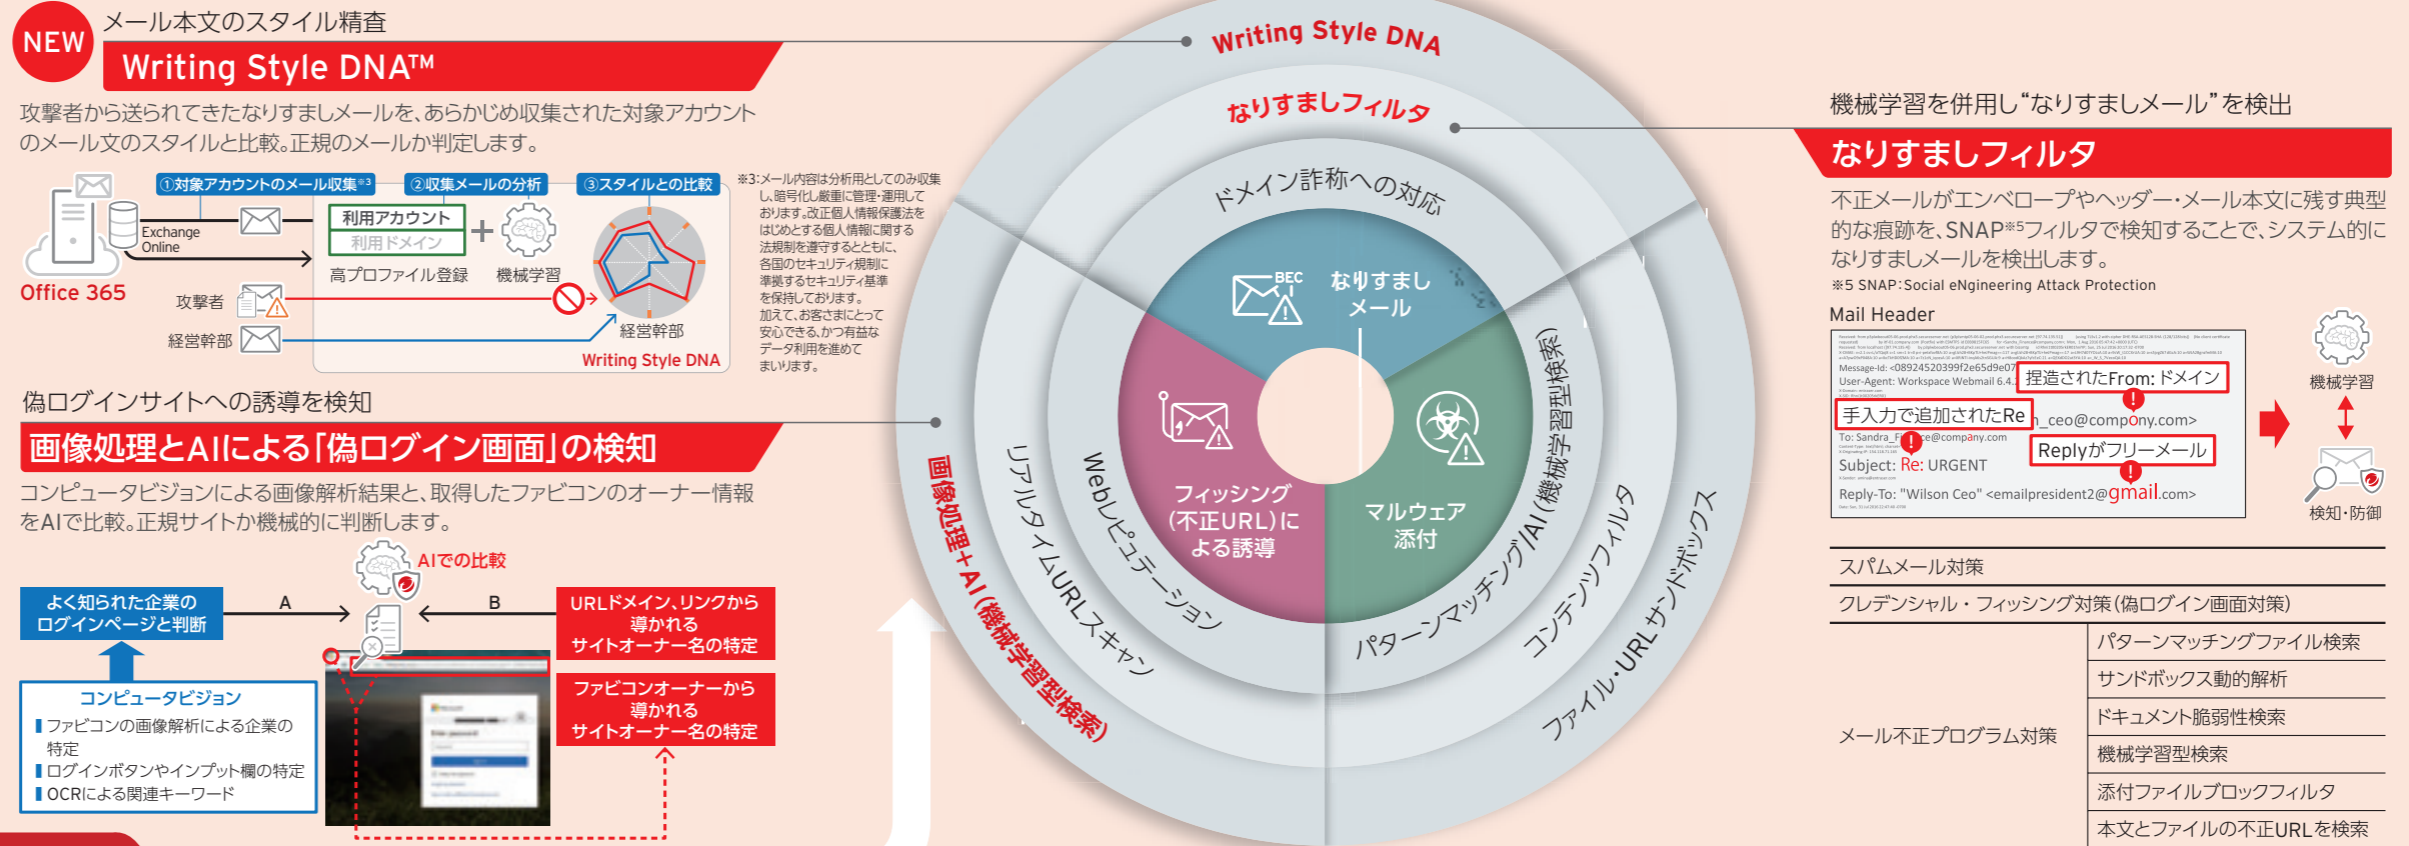 NEW
メール本文のスタイル精査
Writing Style DNA™
攻撃者から送られてきたなりすましメールを、あらかじめ収集された対象アカウント
のメール文のスタイルと比較。正規のメールか判定します。
①対象アカウントのメール収集※3
②収集メールの分析
③スタイルとの比較
Exchange
Online
Office 365
利用アカウント
利用ドメイン
高プロファイル登録
機械学習
攻撃者
経営幹部
経営幹部
Writing Style DNA
※3:メール内容は分析用としてのみ収集
し、暗号化し厳重に管理・運用して
おります。改正個人情報保護法を
はじめとする個人情報に関する
法規制を遵守するとともに、
各国のセキュリティ規制に
準拠するセキュリティ基準
を保持しております。
加えて、お客さまにとって
安心できる、かつ有益な
データ利用を進めて
まいります。
偽ログインサイトへの誘導を検知
画像処理とAIによる「偽ログイン画面」の検知
コンピュータビジョンによる画像解析結果と、取得したファビコンのオーナー情報
をAIで比較。正規サイトか機械的に判断します。
AIでの比較
よく知られた企業の
ログインページと判断
A
B
URLドメイン、リンクから
導かれる
サイトオーナー名の特定
ファビコンオーナーから
導かれる
サイトオーナー名の特定
コンピュータビジョン
ファビコンの画像解析による企業の
特定
ログインボタンやインプット欄の特定
OCRによる関連キーワード
Writing Style DNA
なりすましフィルタ
ドメイン詐称への対応
BEC
なりすまし
メール
フィッシング
(不正URL)に
よる誘導
マルウェア
添付
Webレピュテーション
リアルタイムURLスキャン
画像処理+AI(機械学習型検索)
パターンマッチング/AI(機械学習型検索)
コンテンツフィルタ
ファイル・URLサンドボックス
機械学習を併用し“なりすましメール”を検出
なりすましフィルタ
不正メールがエンベロープやヘッダー・メール本文に残す典型
的な痕跡を、SNAP※5フィルタで検知することで、システム的に
なりすましメールを検出します。
※5 SNAP:Social eNgineering Attack Protection
Mail Header
Message-Id: <08924520399f2e65d9e07
User-Agent: Workspace Webmail 6.4.
捏造されたFrom:ドメイン
手入力で追加されたRe
_ceo@compony.com>
To: Sandra_Fi ce@company.com
Replyがフリーメール
Subject: Re: URGENT
Reply-To: "Wilson Ceo" <emailpresident2@gmail.com>
機械学習
検知・防御
スパムメール対策
クレデンシャル・フィッシング対策(偽ログイン画面対策)
メール不正プログラム対策
パターンマッチングファイル検索
サンドボックス動的解析
ドキュメント脆弱性検索
機械学習型検索
添付ファイルブロックフィルタ
本文とファイルの不正URLを検索